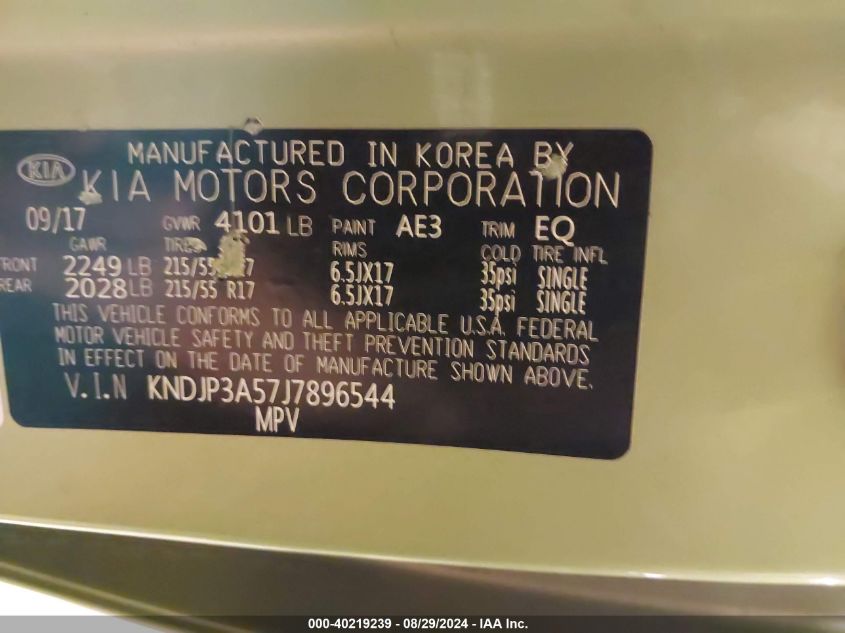 MANUFACTURED IN KOREA BY
KIA KIA MOTORS CORPORATION
09/17 GVWR 4101 LB PAINT AE3 TRIM EQ
GAWR TIRES RIMS COLD TIRE INFL
FRONT 2249 LB 215/55 6.5JX17 35psi SINGLE
REAR 2028 LB 215/55 R17 6.5JX17 35psi SINGLE
THIS VEHICLE CONFORMS TO ALL APPLICABLE U.S.A. FEDERAL
MOTOR VEHICLE SAFETY AND THEFT PREVENTION STANDARDS
IN EFFECT ON THE DATE OF MANUFACTURE SHOWN ABOVE.
V.I.N KNDJP3A57J7896544
MPV
000-40219239 - 08/29/2024 - IAA Inc.